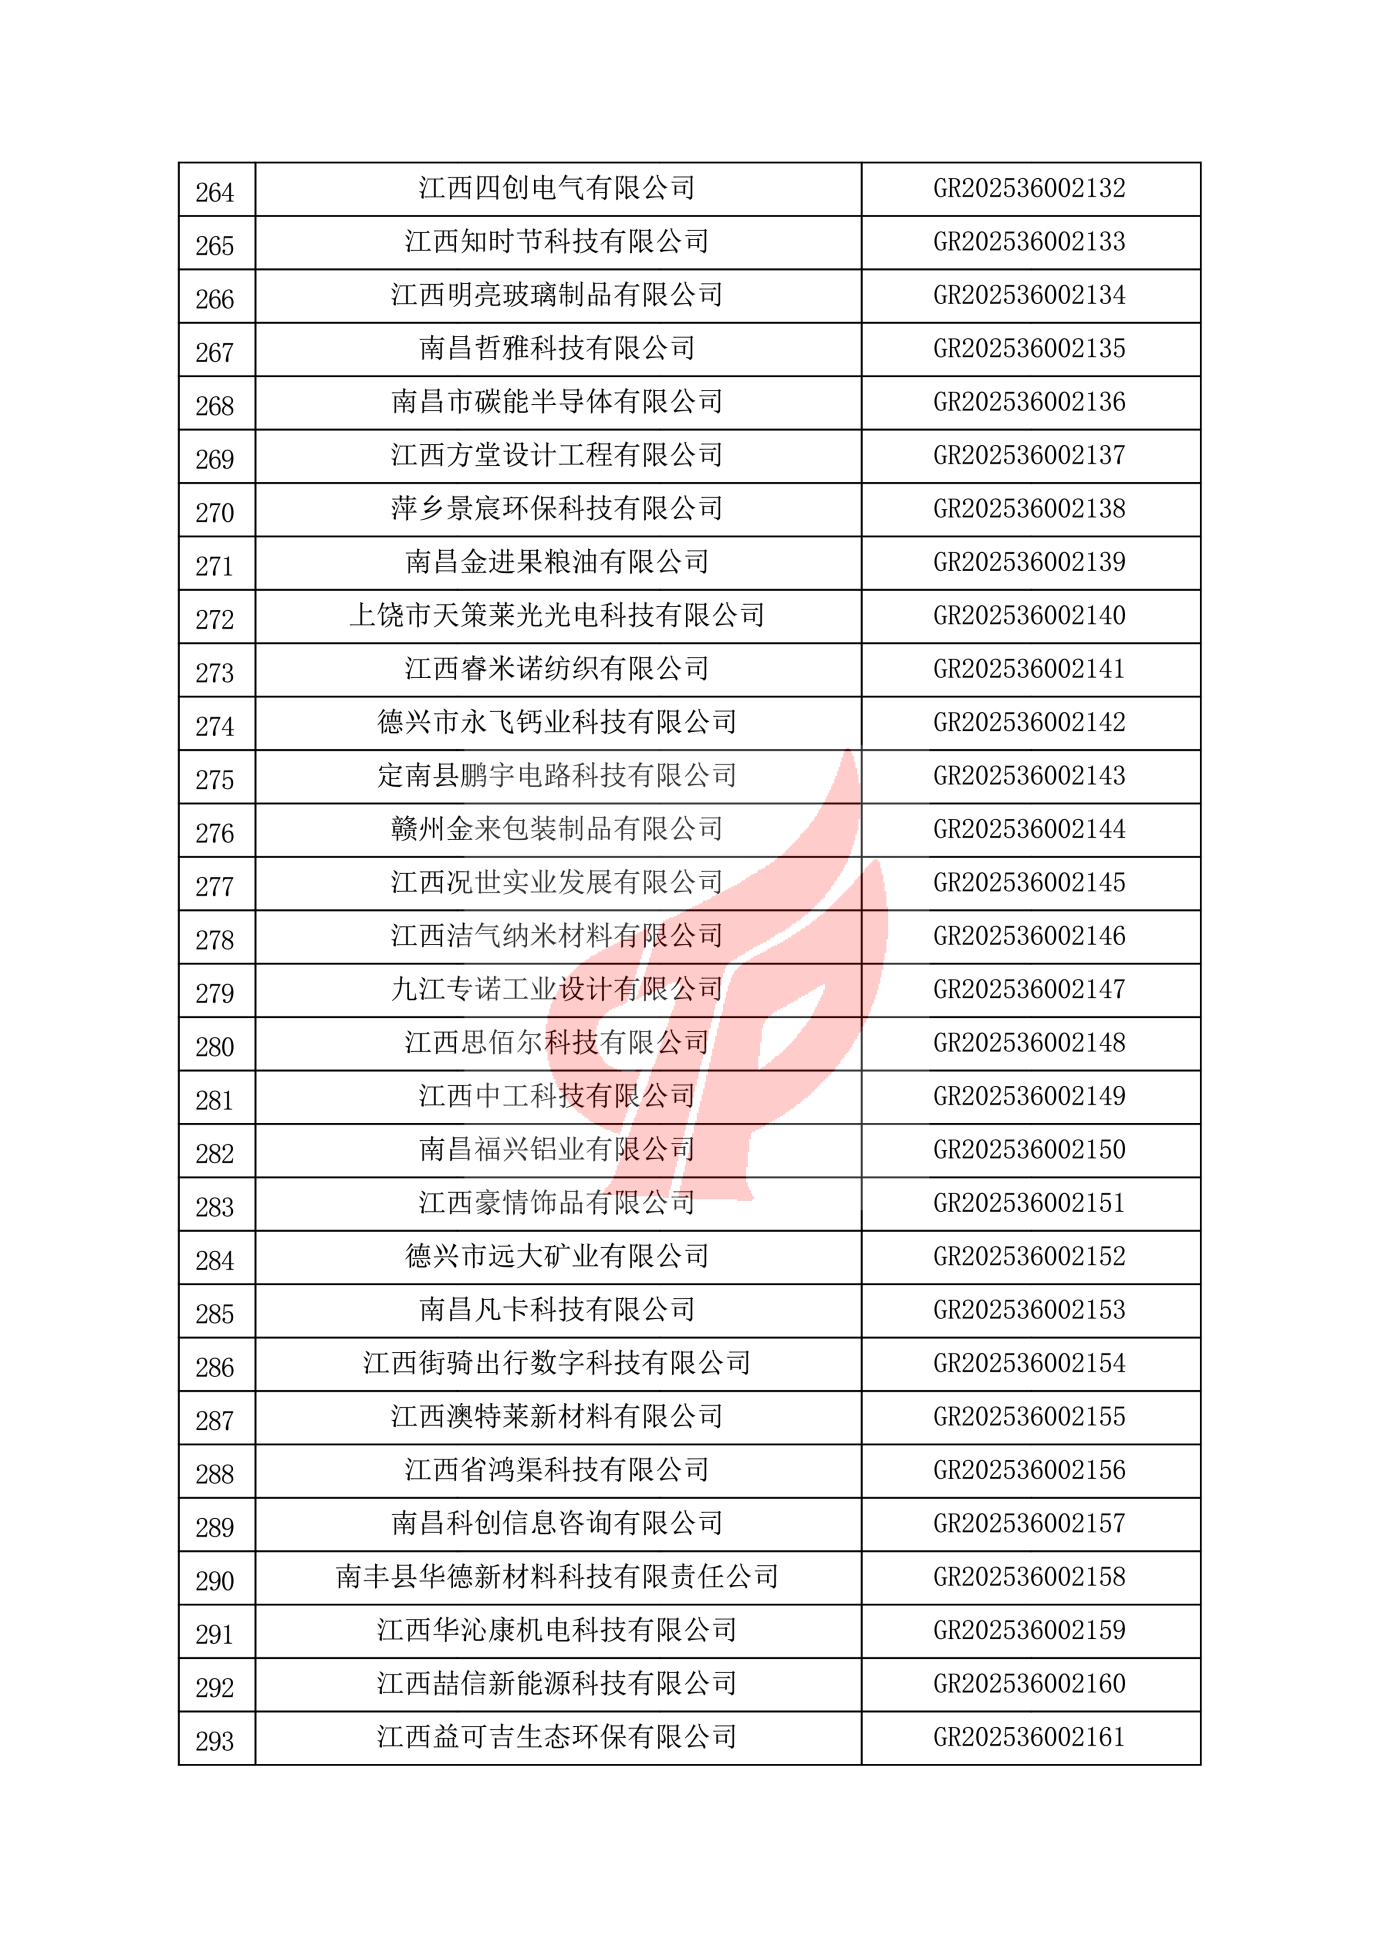 264 江西四创电气有限公司 GR202536002132
265 江西知时节科技有限公司 GR202536002133
266 江西明亮玻璃制品有限公司 GR202536002134
267 南昌哲雅科技有限公司 GR202536002135
268 南昌市碳能半导体有限公司 GR202536002136
269 江西方堂设计工程有限公司 GR202536002137
270 萍乡景宸环保科技有限公司 GR202536002138
271 南昌金进果粮油有限公司 GR202536002139
272 上饶市天策莱光光电科技有限公司 GR202536002140
273 江西睿米诺纺织有限公司 GR202536002141
274 德兴市永飞钙业科技有限公司 GR202536002142
275 定南县鹏宇电路科技有限公司 GR202536002143
276 赣州金来包装制品有限公司 GR202536002144
277 江西况世实业发展有限公司 GR202536002145
278 江西洁气纳米材料有限公司 GR202536002146
279 九江专诺工业设计有限公司 GR202536002147
280 江西思佰尔科技有限公司 GR202536002148
281 江西中工科技有限公司 GR202536002149
282 南昌福兴铝业有限公司 GR202536002150
283 江西豪情饰品有限公司 GR202536002151
284 德兴市远大矿业有限公司 GR202536002152
285 南昌凡卡科技有限公司 GR202536002153
286 江西街骑出行数字科技有限公司 GR202536002154
287 江西澳特莱新材料有限公司 GR202536002155
288 江西省鸿渠科技有限公司 GR202536002156
289 南昌科创信息咨询有限公司 GR202536002157
290 南丰县华德新材料科技有限责任公司 GR202536002158
291 江西华沁康机电科技有限公司 GR202536002159
292 江西喆信新能源科技有限公司 GR202536002160
293 江西益可吉生态环保有限公司 GR202536002161